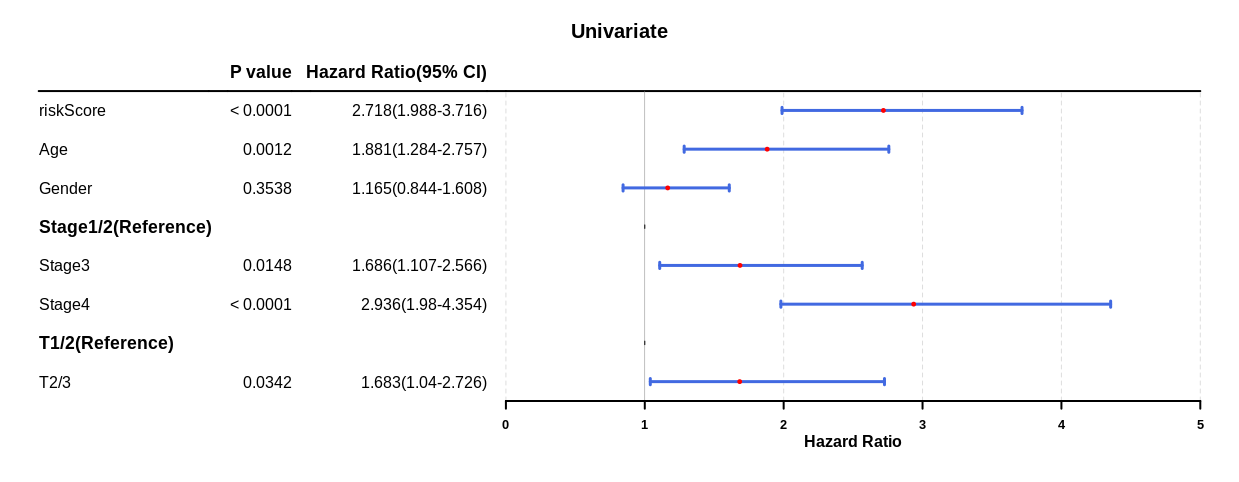 Univariate
P value Hazard Ratio(95% CI)
riskScore < 0.0001 2.718(1.988-3.716)
Age 0.0012 1.881(1.284-2.757)
Gender 0.3538 1.165(0.844-1.608)
Stage1/2(Reference)
Stage3 0.0148 1.686(1.107-2.566)
Stage4 < 0.0001 2.936(1.98-4.354)
T1/2(Reference)
T2/3 0.0342 1.683(1.04-2.726)
0 1 2 3 4 5
Hazard Ratio